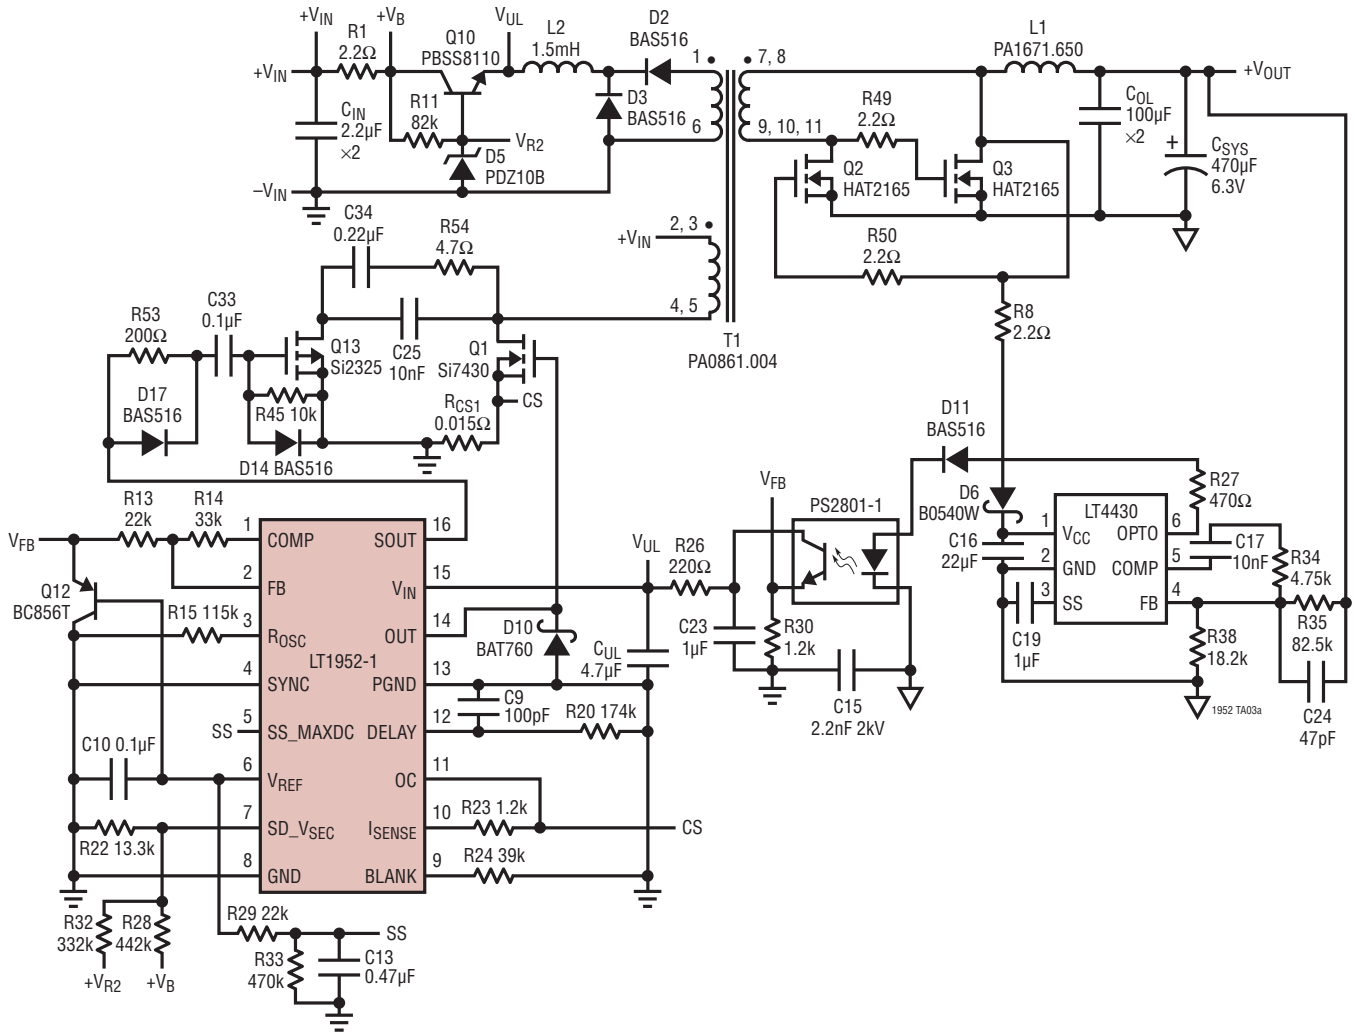 +VIN
+VB
VUL
R1
2.2Ω
Q10
PBSS8110
L2
1.5mH
D2
BAS516
1
7, 8
L1
PA1671.650
+VIN
+VOUT
CIN
2.2µF
×2
R11
82k
VR2
D5
PDZ10B
D3
BAS516
6
9, 10, 11
R49
2.2Ω
COL
100µF
×2
+
CSYS
470µF
6.3V
Q2
HAT2165
Q3
HAT2165
–VIN
C34
0.22µF
R54
4.7Ω
+VIN
2, 3
R50
2.2Ω
4, 5
T1
PA0861.004
R8
2.2Ω
R53
200Ω
C33
0.1µF
Q13
Si2325
C25
10nF
Q1
Si7430
D17
BAS516
R45 10k
RCS1
0.015Ω
CS
D14 BAS516
D11
BAS516
VFB
R13
22k
R14
33k
1
COMP
SOUT
16
VFB
PS2801-1
D6
B0540W
R27
470Ω
LT4430
1
VCC
OPTO
6
C17
10nF
R34
4.75k
C16
22µF
2
GND
COMP
5
3
SS
FB
4
C19
1µF
R38
18.2k
R35
82.5k
C24
47pF
1952 TA03a
Q12
BC856T
2
FB
VIN
15
VUL
R26
220Ω
R15 115k
3
ROSC
OUT
14
D10
BAT760
CUL
4.7µF
C23
1µF
R30
1.2k
LT1952-1
4
SYNC
PGND
13
C9
100pF
C15
2.2nF 2kV
SS
5
SS_MAXDC
DELAY
12
R20 174k
C10 0.1µF
6
VREF
OC
11
R22 13.3k
7
SD_VSEC
ISENSE
10
R23 1.2k
CS
8
GND
BLANK
9
R24 39k
R32
332k
R28
442k
R29 22k
SS
R33
470k
C13
0.47µF
+VR2
+VB